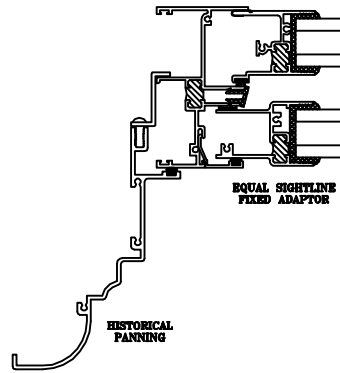 EQUAL SIGHTLINE
FIXED ADAPTOR
HISTORICAL
PANNING